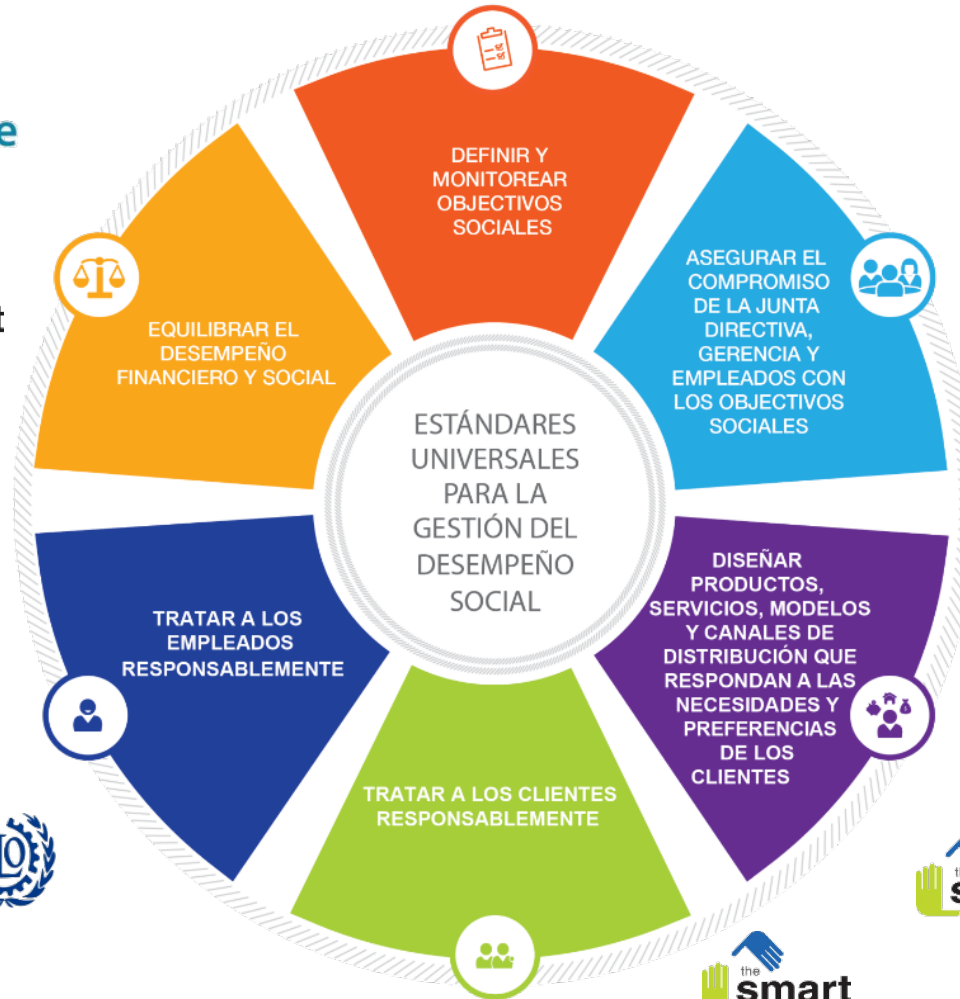 DEFINIR Y
MONITOREAR
OBJECTIVOS
SOCIALES
ASEGURAR EL
COMPROMISO
DE LA JUNTA
DIRECTIVA,
GERENCIA Y
EMPLEADOS CON
LOS OBJECTIVOS
SOCIALES
DISEÑAR
PRODUCTOS,
SERVICIOS, MODELOS
Y CANALES DE
DISTRIBUCIÓN QUE
RESPONDAN A LAS
NECESIDADES Y
PREFERENCIAS
DE LOS
CLIENTES
TRATAR A LOS CLIENTES
RESPONSABLEMENTE
TRATAR A LOS
EMPLEADOS
RESPONSABLEMENTE
EQUILIBRAR EL
DESEMPEÑO
FINANCIERO Y SOCIAL
ESTÁNDARES
UNIVERSALES
PARA LA
GESTIÓN DEL
DESEMPEÑO
SOCIAL
the
smart